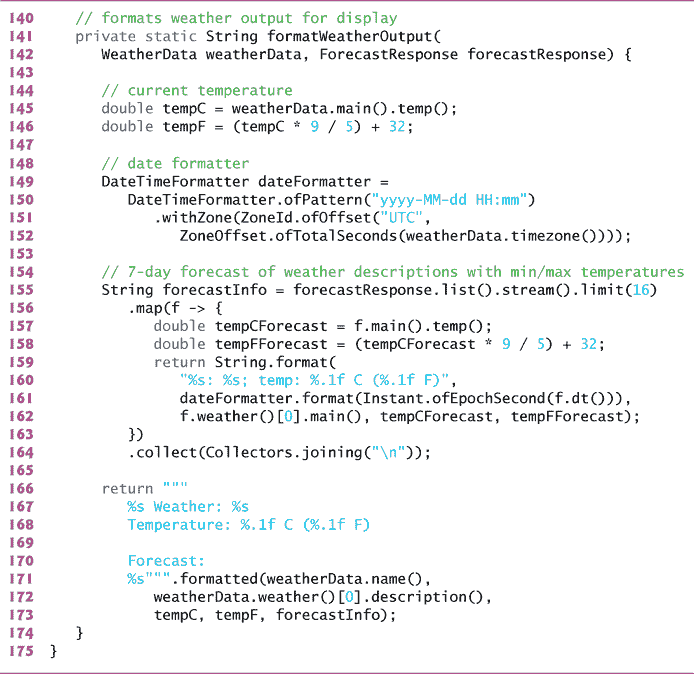 140 // formats weather output for display
141 private static String formatWeatherOutput(
142 WeatherData weatherData, ForecastResponse forecastResponse) {
143
144 // current temperature
145 double tempC = weatherData.main().temp();
146 double tempF = (tempC * 9 / 5) + 32;
147
148 // date formatter
149 DateTimeFormatter dateFormatter =
150 DateTimeFormatter.ofPattern("yyyy-MM-dd HH:mm")
151 .withZone(ZoneId.ofOffset("UTC",
152 ZoneOffset.ofTotalSeconds(weatherData.timezone())));
153
154 // 7-day forecast of weather descriptions with min/max temperatures
155 String forecastInfo = forecastResponse.list().stream().limit(16)
156 .map(f -> {
157 double tempCForecast = f.main().temp();
158 double tempFForecast = (tempCForecast * 9 / 5) + 32;
159 return String.format(
160 "%s: %s; temp: %.1f C (%.1f F)",
161 dateFormatter.format(Instant.ofEpochSecond(f.dt())),
162 f.weather()[0].main(), tempCForecast, tempFForecast);
163 })
164 .collect(Collectors.joining("\n"));
165
166 return """
167 %s Weather: %s
168 Temperature: %.1f C (%.1f F)
169
170 Forecast:
171 %s""".formatted(weatherData.name(),
172 weatherData.weather()[0].description(),
173 tempC, tempF, forecastInfo);
174 }
175 }